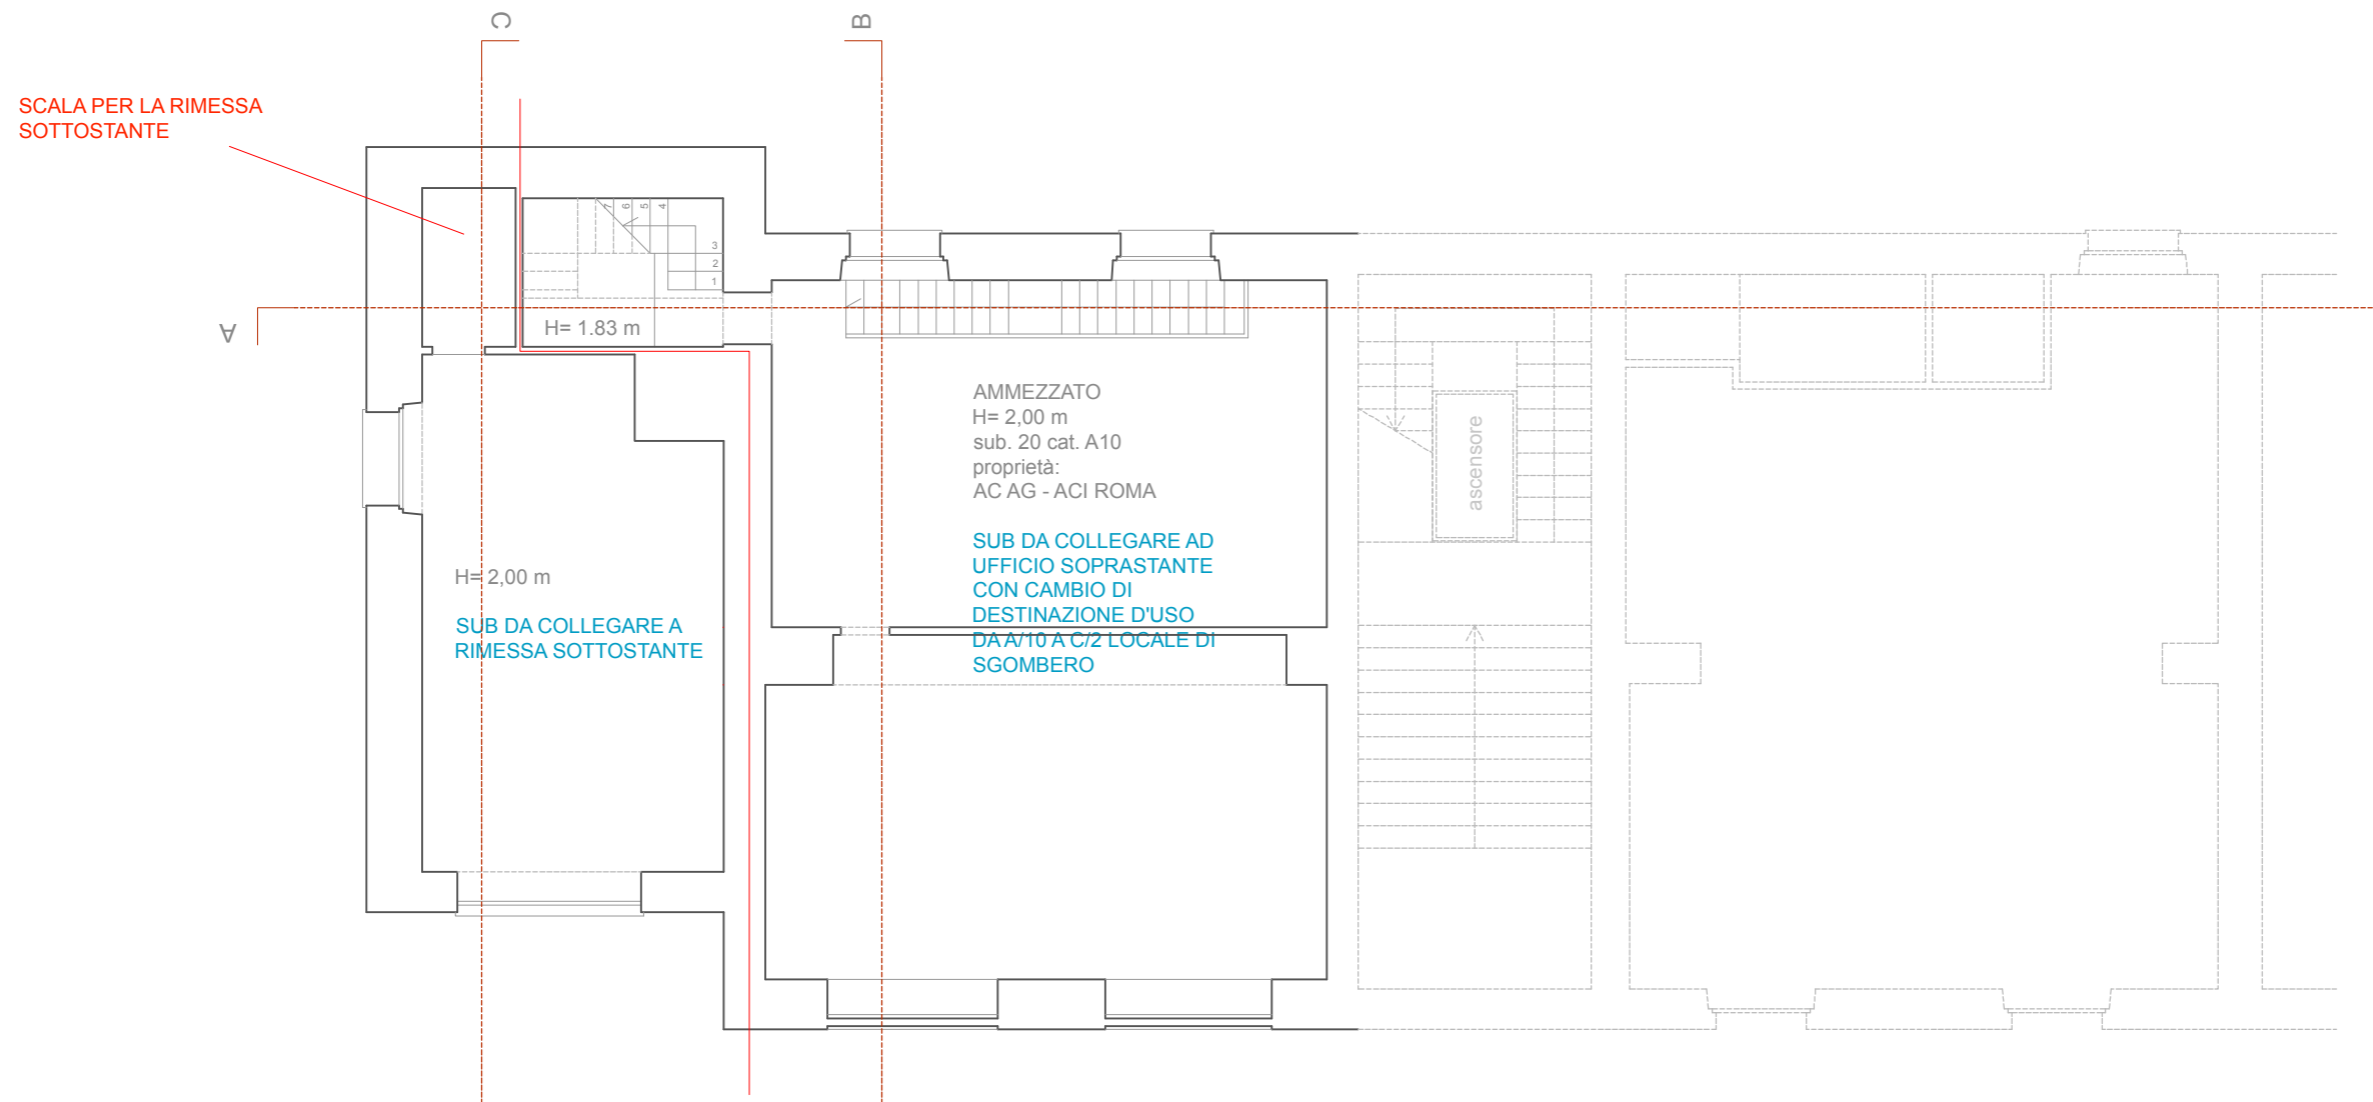 C
B
SCALA PER LA RIMESSA
SOTTOSTANTE
7 6 5 4
3
2
1
A
H= 1.83 m
AMMEZZATO
H= 2,00 m
sub. 20 cat. A10
proprietà:
AC AG - ACI ROMA
ascensore
SUB DA COLLEGARE AD
UFFICIO SOPRASTANTE
CON CAMBIO DI
DESTINAZIONE D'USO
DA A/10 A C/2 LOCALE DI
SGOMBERO
H= 2,00 m
SUB DA COLLEGARE A
RIMESSA SOTTOSTANTE